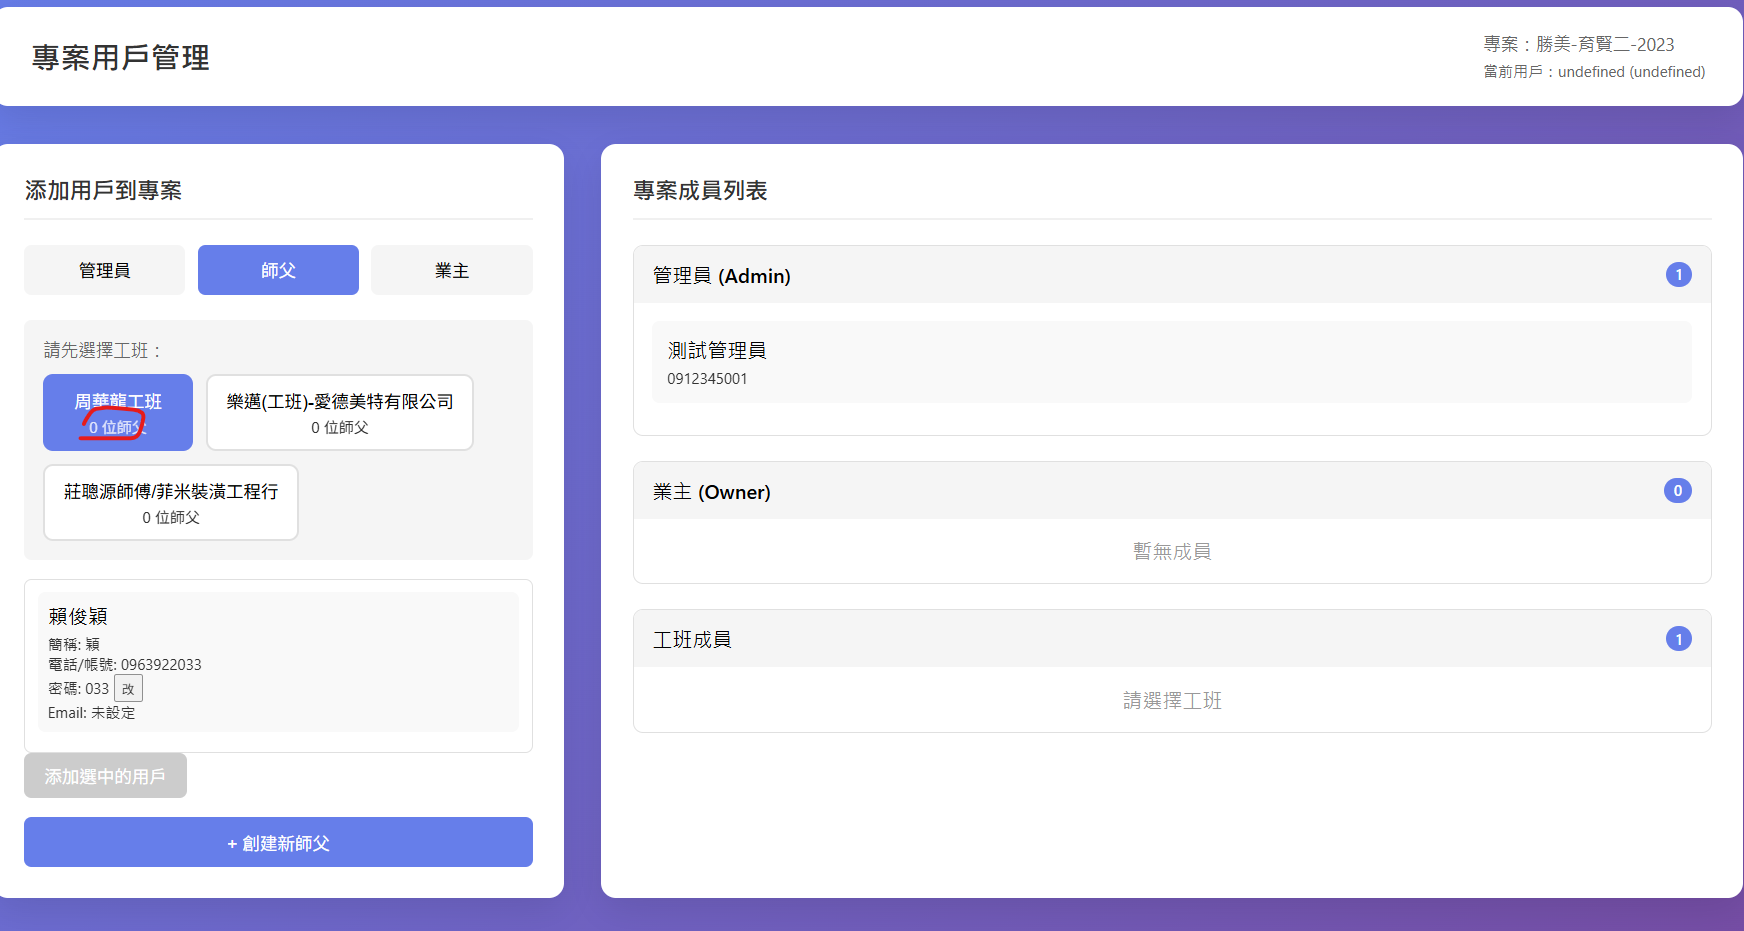 專案用戶管理
專案：勝美-育賢二-2023
當前用戶：undefined (undefined)
添加用戶到專案
管理員
師父
業主
請先選擇工班：
周華龍工班
0 位師父
樂邁(工班)-愛德美特有限公司
0 位師父
莊聰源師傅/菲米裝潢工程行
0 位師父
賴俊穎
簡稱: 穎
電話/帳號: 0963922033
密碼: 033 改
Email: 未設定
添加選中的用戶
+ 創建新師父
專案成員列表
管理員 (Admin)
1
測試管理員
0912345001
業主 (Owner)
0
暫無成員
工班成員
1
請選擇工班